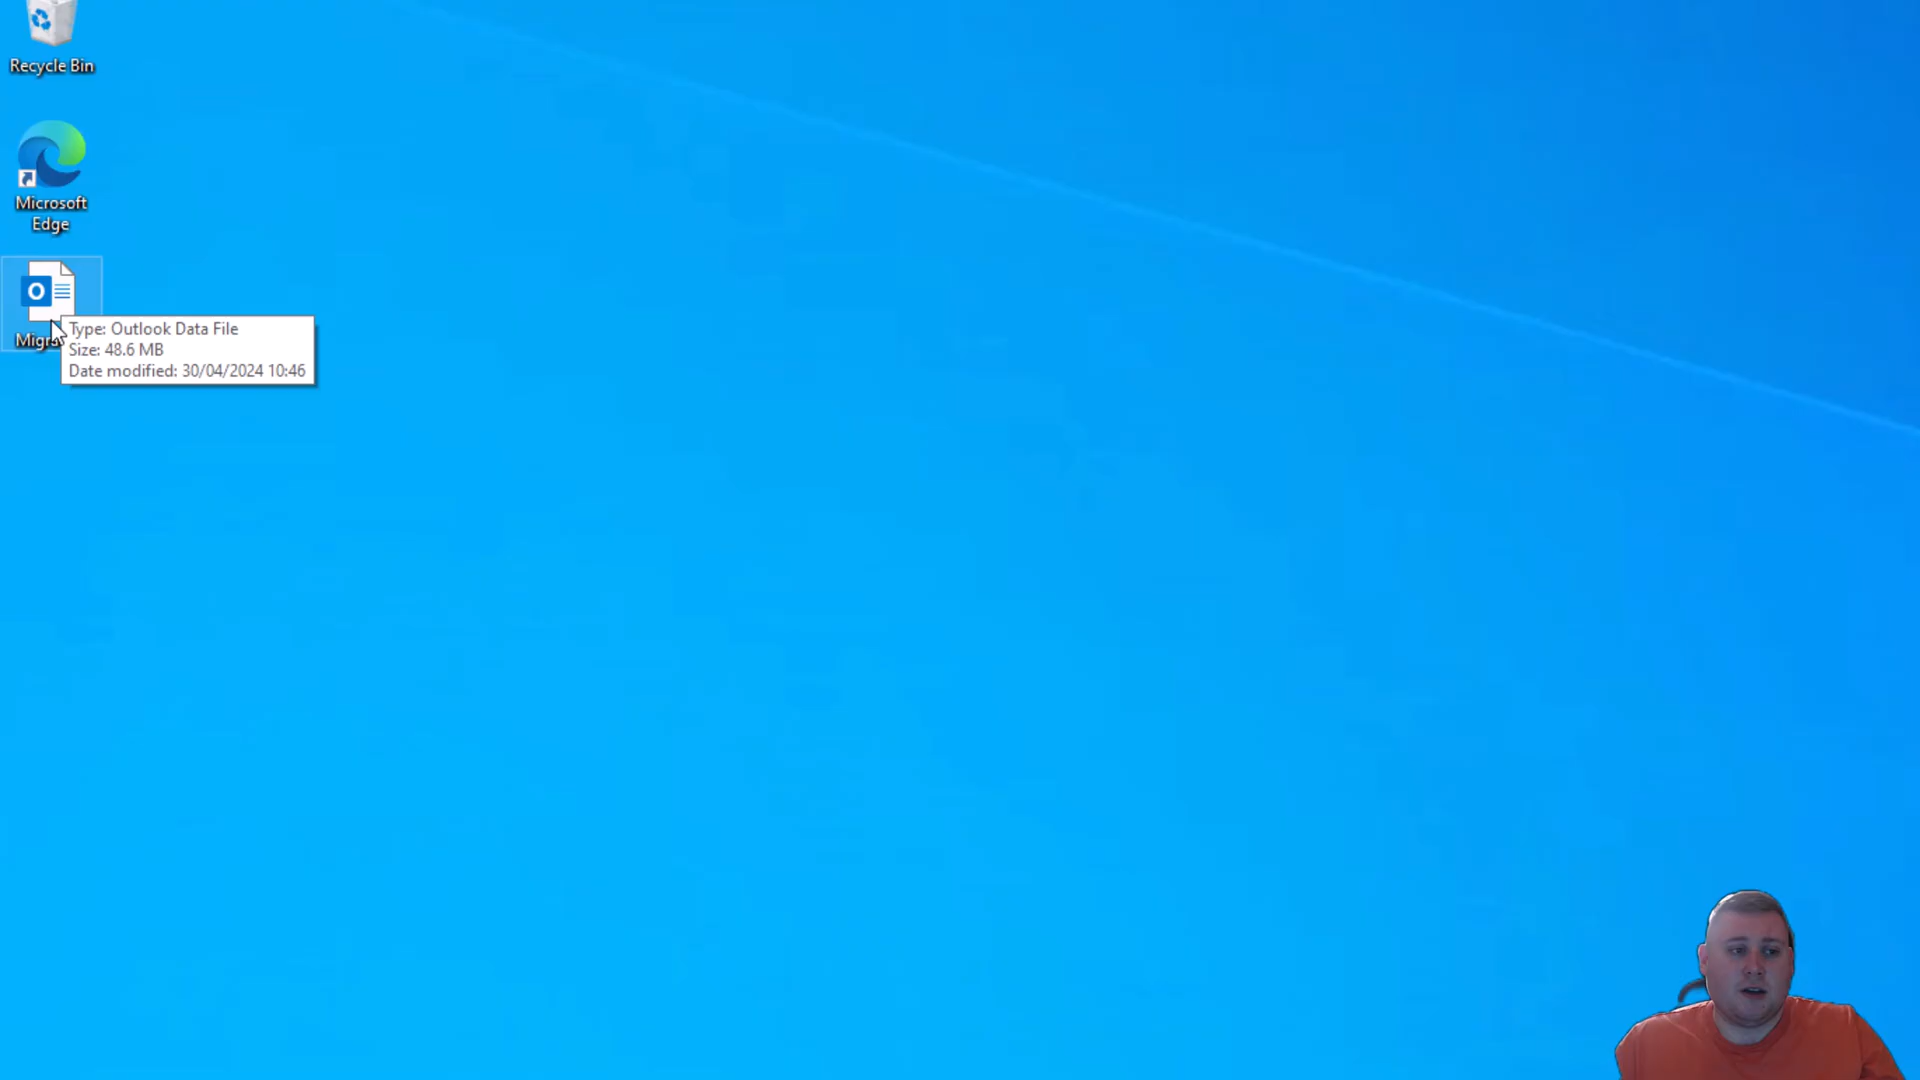 Recycle Bin
Microsoft
Edge
Type: Outlook Data File
Size: 48.6 MB
Date modified: 30/04/2024 10:46